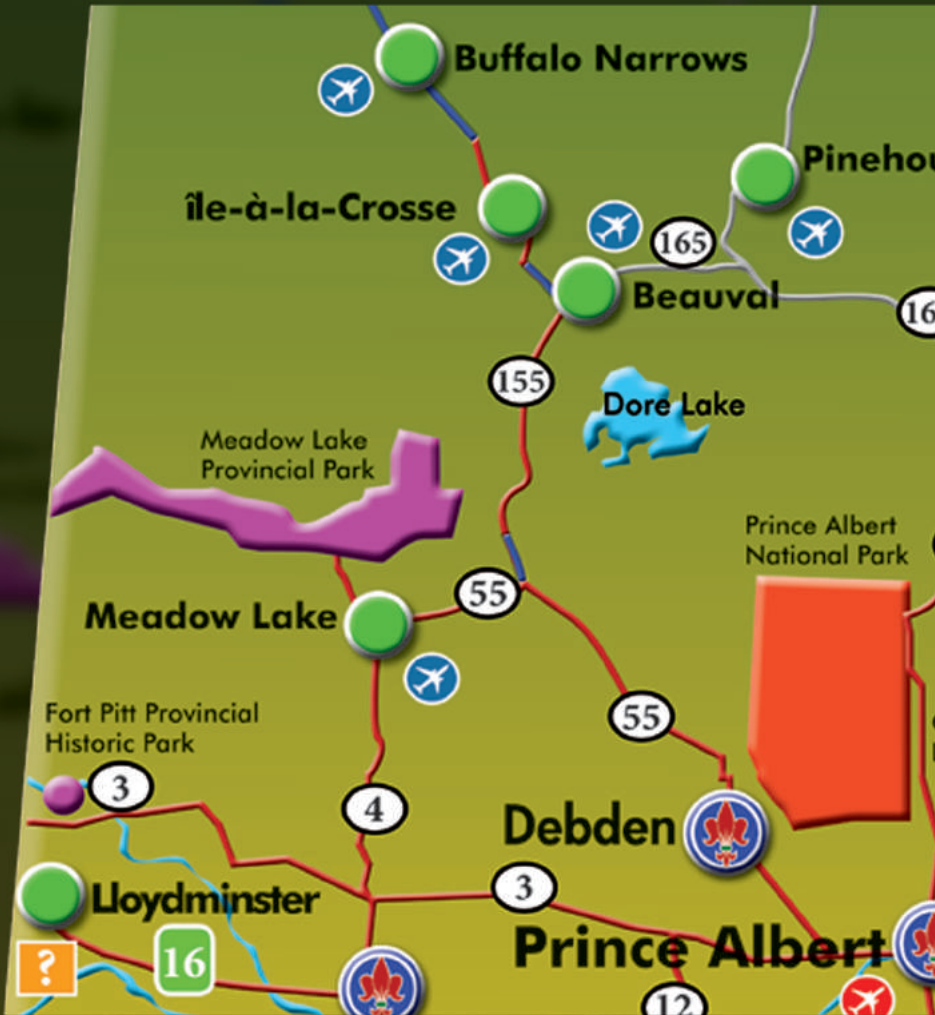 Buffalo Narrows
Pinehou
île-à-la-Crosse
165
Beauval
16
155
Dore Lake
Meadow Lake
Provincial Park
Prince Albert
National Park
55
Meadow Lake
55
Fort Pitt Provincial
Historic Park
3
4
Debden
3
Lloydminster
Prince Albert
?
16
12